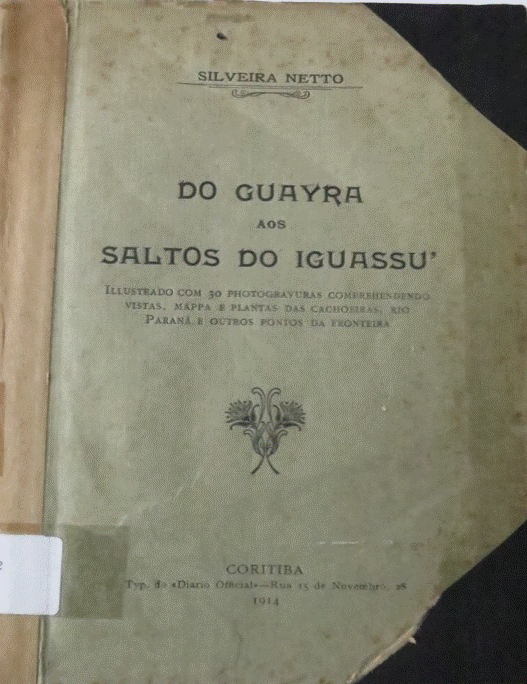 SILVEIRA NETTO
DO GUAYRA
AOS
SALTOS DO IGUASSU'
ILLUSTRADO COM 30 PHOTOGRAVURAS COMPREHENDENDO
VISTAS, MAPPA E PLANTAS DAS CACHOEIRAS, RIO
PARANÁ E OUTROS PONTOS DA FRONTEIRA
CORITIBA
Typ. do «Diario Official»—Rua 15 de Novembro, 28
1914
2